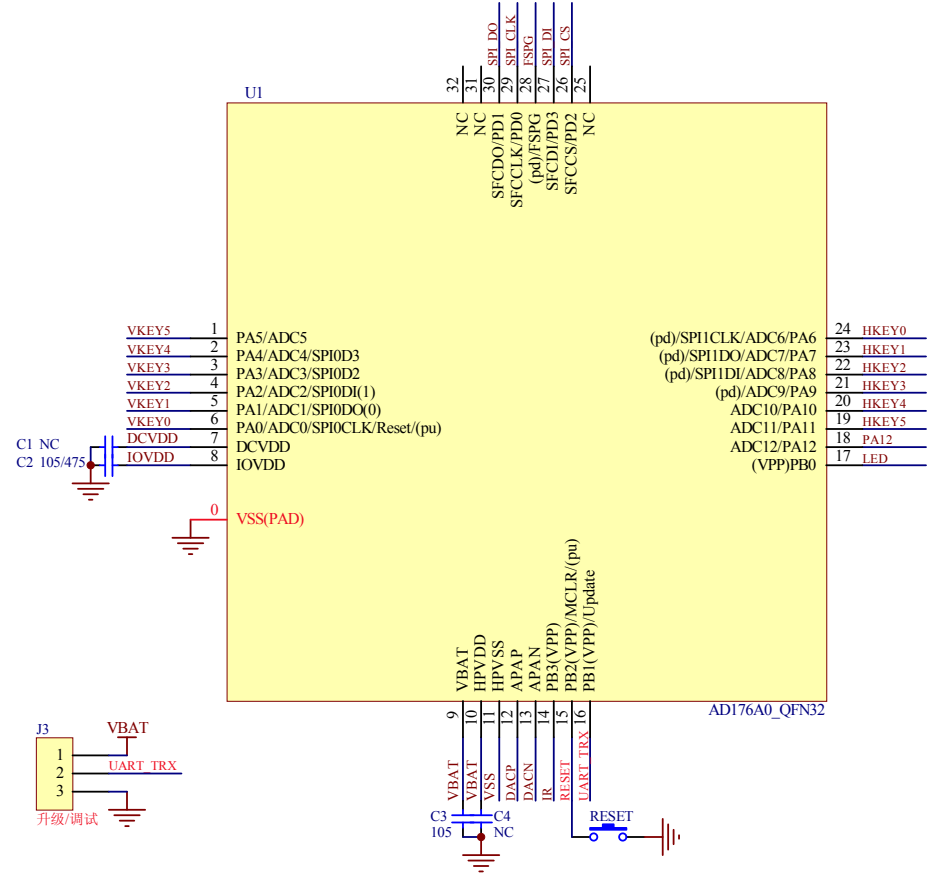 SPI_DO
SPI_CLK
FSPG
SPI_DI
SPI_CS
32
31
30
29
28
27
26
25
U1
NC
NC
SFCDO/PD1
SFCCLK/PD0
(pd)/FSPG
SFCDI/PD3
SFCCS/PD2
NC
VKEY5 1 PA5/ADC5
VKEY4 2 PA4/ADC4/SPI0D3
VKEY3 3 PA3/ADC3/SPI0D2
VKEY2 4 PA2/ADC2/SPI0DI(1)
VKEY1 5 PA1/ADC1/SPI0DO(0)
VKEY0 6 PA0/ADC0/SPI0CLK/Reset/(pu)
C1 NC DCVDD 7 DCVDD
C2 105/475 IOVDD 8 IOVDD
0 VSS(PAD)
(pd)/SPI1CLK/ADC6/PA6 24 HKEY0
(pd)/SPI1DO/ADC7/PA7 23 HKEY1
(pd)/SPI1DI/ADC8/PA8 22 HKEY2
(pd)/ADC9/PA9 21 HKEY3
ADC10/PA10 20 HKEY4
ADC11/PA11 19 HKEY5
ADC12/PA12 18 PA12
(VPP)PB0 17 LED
VBAT
HPVDD
HPVSS
APAP
APAN
PB3(VPP)
PB2(VPP)/MCLR/(pu)
PB1(VPP)/Update
AD176A0_QFN32
9
10
11
12
13
14
15
16
VBAT
VBAT
VSS
DACP
DACN
IR
RESET
UART_TRX
J3
VBAT
1
2 UART_TRX
3
升级/调试
C3
105
C4
NC
RESET